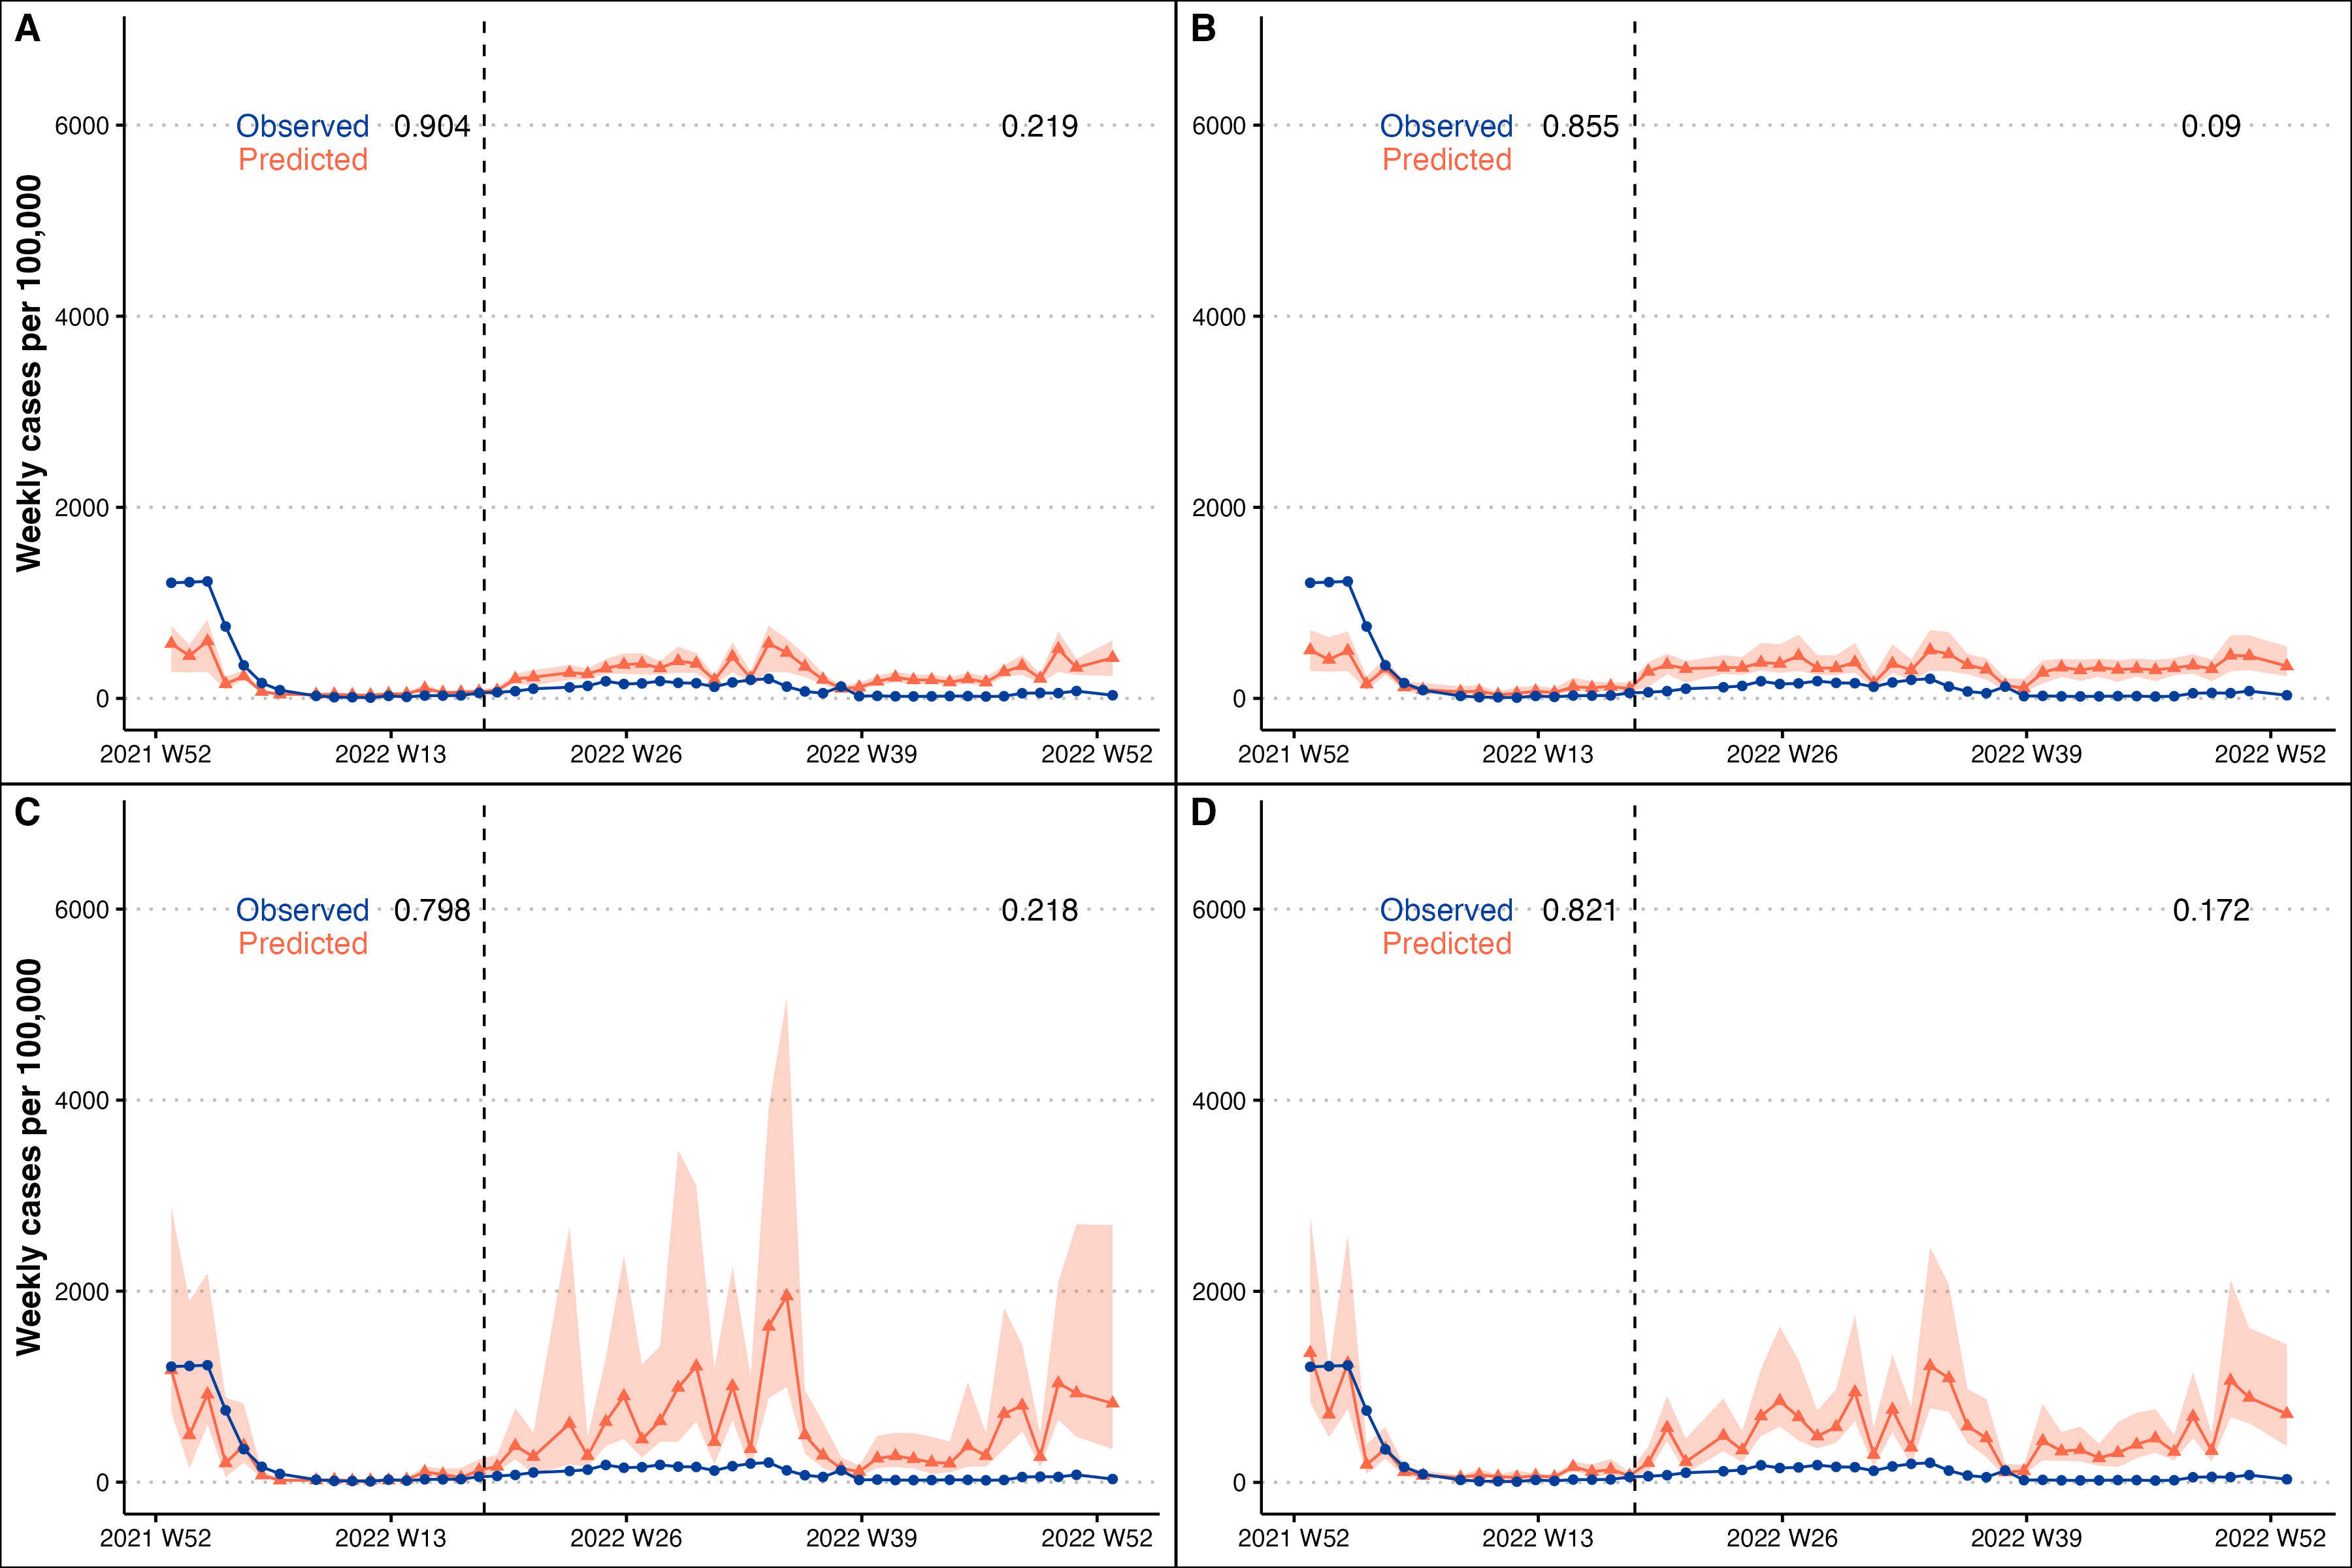 A
Weekly cases per 100,000
6000
4000
2000
0
Observed 0.904
Predicted
0.219
2021 W52 2022 W13 2022 W26 2022 W39 2022 W52
B
6000
4000
2000
0
Observed 0.855
Predicted
0.09
2021 W52 2022 W13 2022 W26 2022 W39 2022 W52
C
Weekly cases per 100,000
6000
4000
2000
0
Observed 0.798
Predicted
0.218
2021 W52 2022 W13 2022 W26 2022 W39 2022 W52
D
6000
4000
2000
0
Observed 0.821
Predicted
0.172
2021 W52 2022 W13 2022 W26 2022 W39 2022 W52